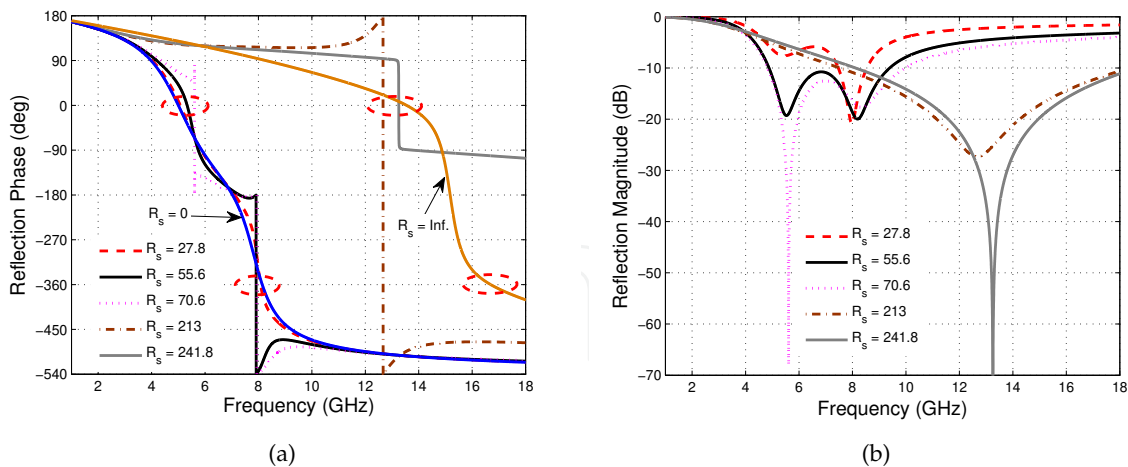 180
90
0
-90
-180
-270
-360
-450
-540
2 4 6 8 10 12 14 16 18
Reflection Phase (deg)
Frequency (GHz)
R_s = 0
R_s = Inf.
R_s = 27.8
R_s = 55.6
R_s = 70.6
R_s = 213
R_s = 241.8
(a)
0
-10
-20
-30
-40
-50
-60
-70
2 4 6 8 10 12 14 16 18
Reflection Magnitude (dB)
Frequency (GHz)
R_s = 27.8
R_s = 55.6
R_s = 70.6
R_s = 213
R_s = 241.8
(b)